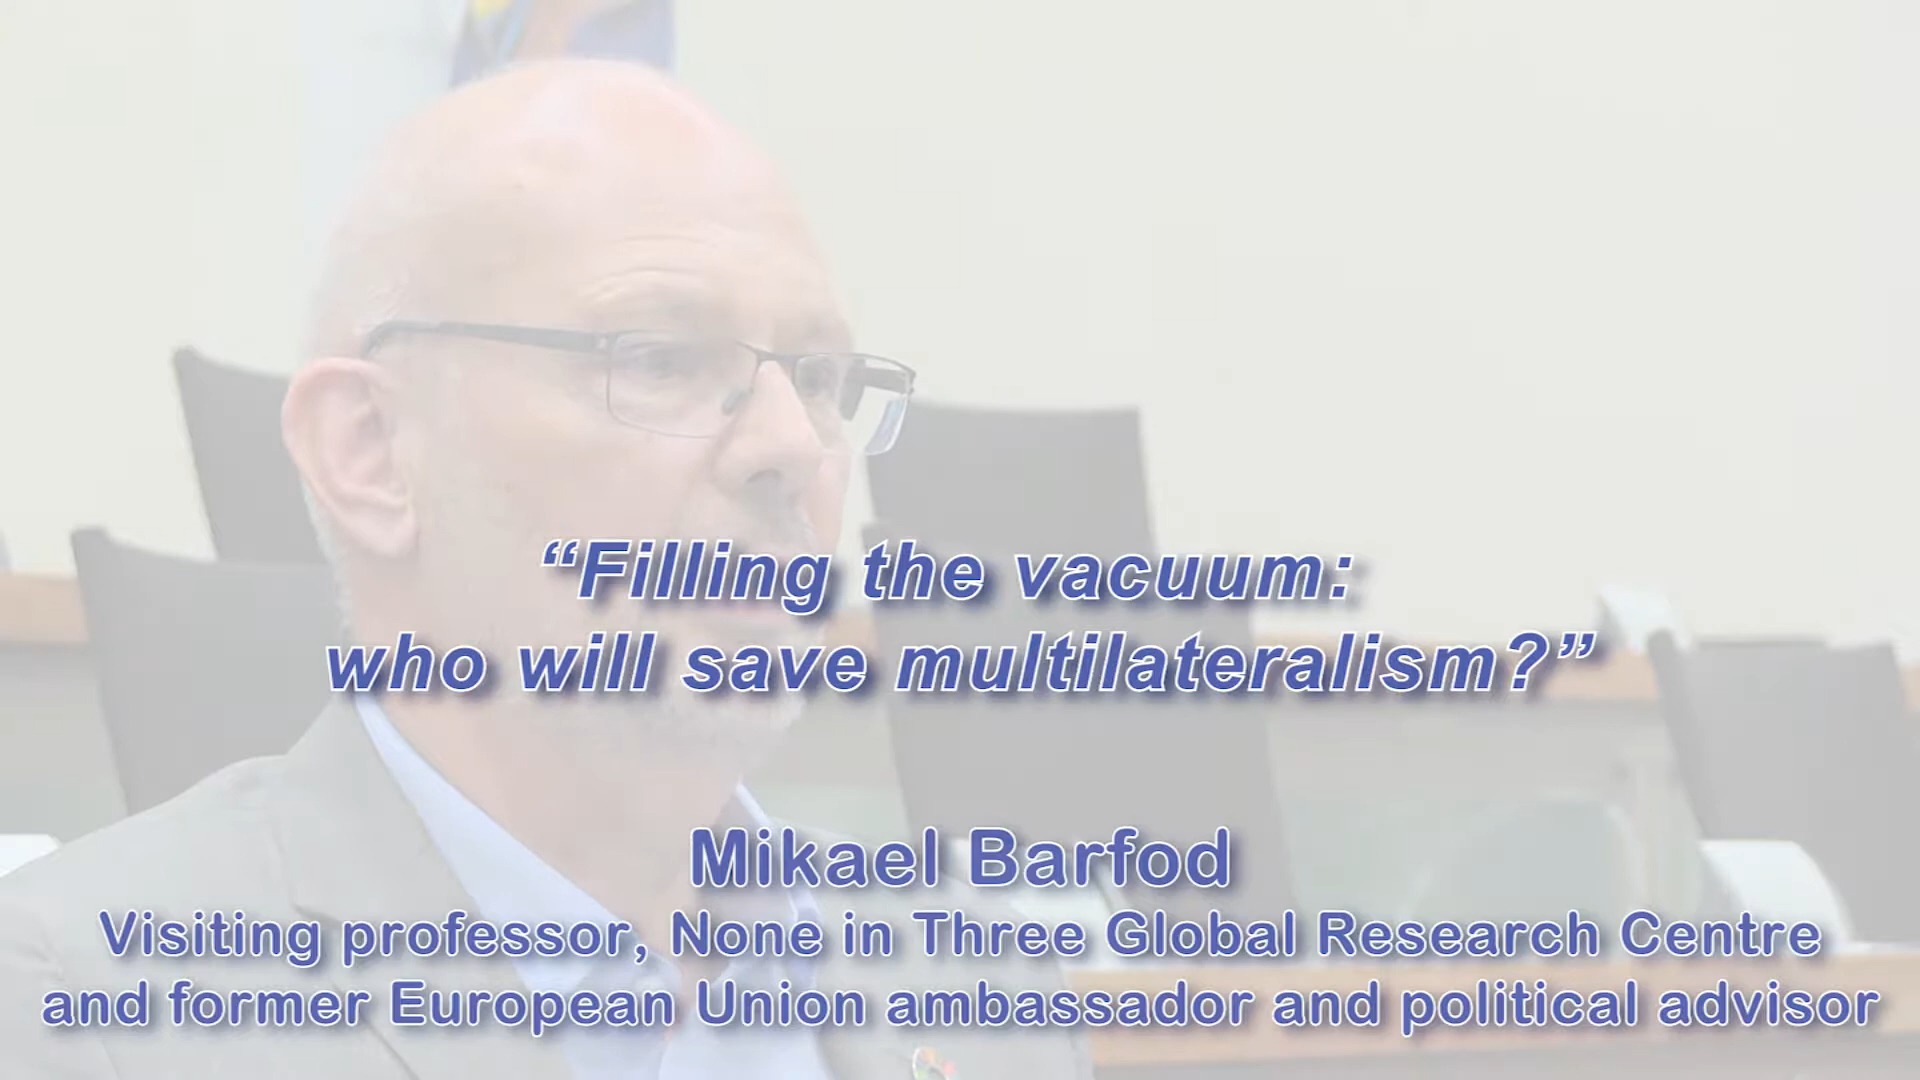 “Filling the vacuum:
who will save multilateralism?”
Mikael Barfod
Visiting professor, None in Three Global Research Centre
and former European Union ambassador and political advisor